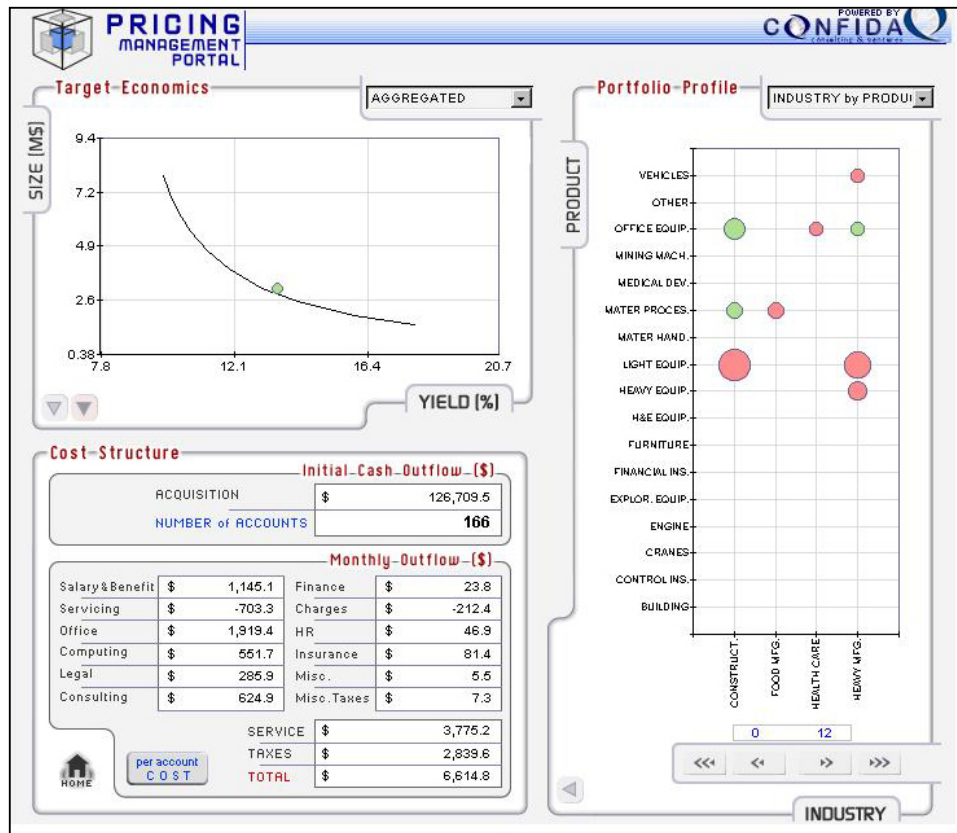 PRICING
MANAGEMENT
PORTAL
POWERED BY
CONFIDA
consulting & ventures
Target Economics
AGGREGATED
SIZE (M$)
9.4
7.2
4.9
2.6
0.38
7.8
12.1
16.4
20.7
YIELD (%)
Cost-Structure
Initial Cash Outflow ($)
ACQUISITION $ 126,709.5
NUMBER of ACCOUNTS 166
Monthly Outflow ($)
Salary&Benefit $ 1,145.1 Finance $ 23.8
Servicing $ -703.3 Charges $ -212.4
Office $ 1,919.4 HR $ 46.9
Computing $ 551.7 Insurance $ 81.4
Legal $ 285.9 Misc. $ 5.5
Consulting $ 624.9 Misc.Taxes $ 7.3
SERVICE $ 3,775.2
TAXES $ 2,839.6
TOTAL $ 6,614.8
HOME
per account
COST
Portfolio-Profile
INDUSTRY by PRODUI
PRODUCT
VEHICLES
OTHER
OFFICE EQUIP.
MINING MACH.
MEDICAL DEV.
MATER PROCES.
MATER HAND.
LIGHT EQUIP.
HEAVY EQUIP.
H&E EQUIP.
FURNITURE
FINANCIAL INS.
EXPLOR. EQUIP.
ENGINE
CRANES
CONTROL INS.
BUILDING
CONSTRUCT.
FOOD MFG.
HEALTH CARE
HEAVY MFG.
0 12
INDUSTRY